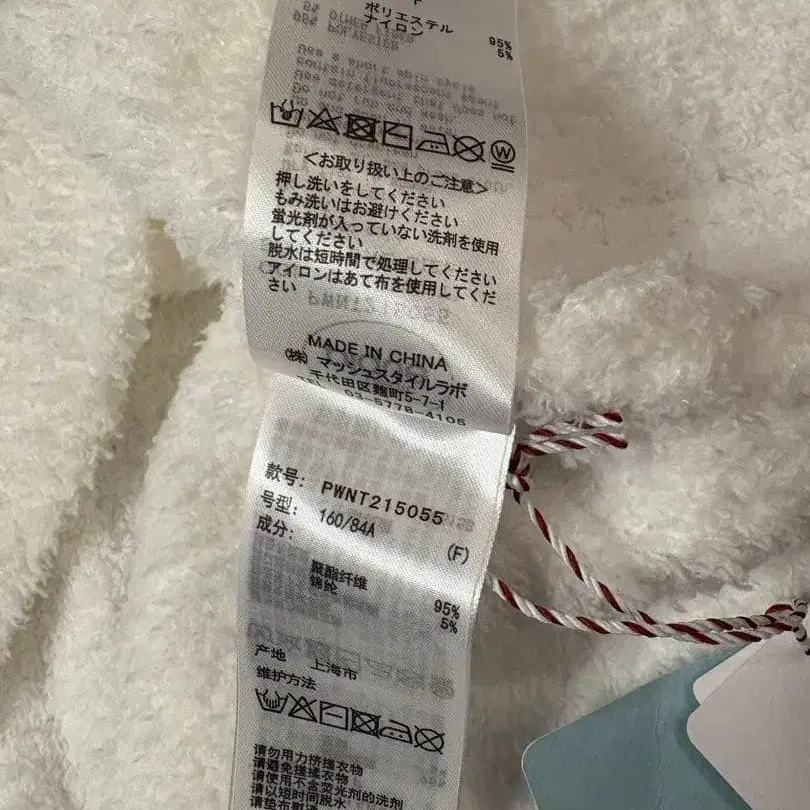 F
ポリエステル
95%
ナイロン
5%
<お取り扱い上のご注意>
押し洗いをしてください
もみ洗いはお避けください
蛍光剤が入っていない洗剤を使用
してください
脱水は短時間で処理してください
アイロンはあて布を使用してくだ
さい
MADE IN CHINA
(株) マッシュスタイルラボ
千代田区麹町5-7-1
TEL 03-5778-4105
款号: PWNT215055
号型: 160/84A (F)
成分:
聚酯纤维 95%
锦纶 5%
产地 上海市
维护方法
请勿用力挤搓衣物
请避免揉搓衣物
请使用不含荧光剂的洗剂
请以短时间脱水
请垫布熨烫